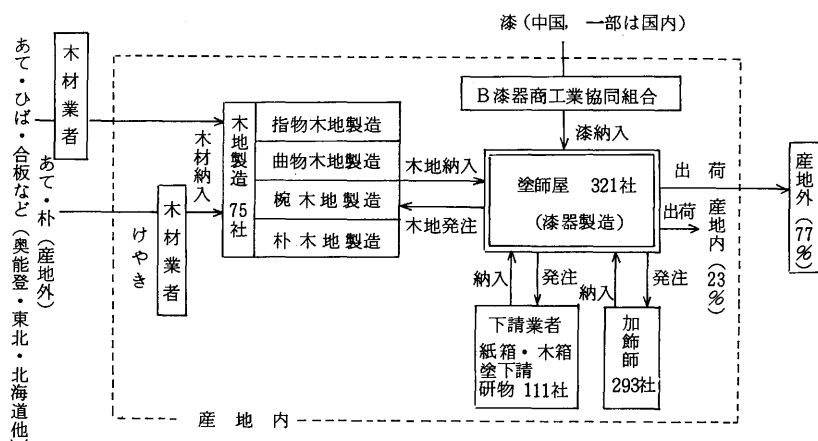 漆（中国，一部は国内）
あて・ひば・合板など（奥能登・東北・北海道他）
木材業者
あて・朴（産地外）
けやき
木材業者
木材納入
木地製造 75社
指物木地製造
曲物木地製造
椀木地製造
朴木地製造
B漆器商工業協同組合
漆納入
木地納入
木地発注
塗師屋 321社
（漆器製造）
出荷
産地外（77%）
出荷
産地内（23%）
納入
発注
納入
発注
下請業者
紙箱・木箱
塗下請
研物 111社
加飾師
293社
産地内